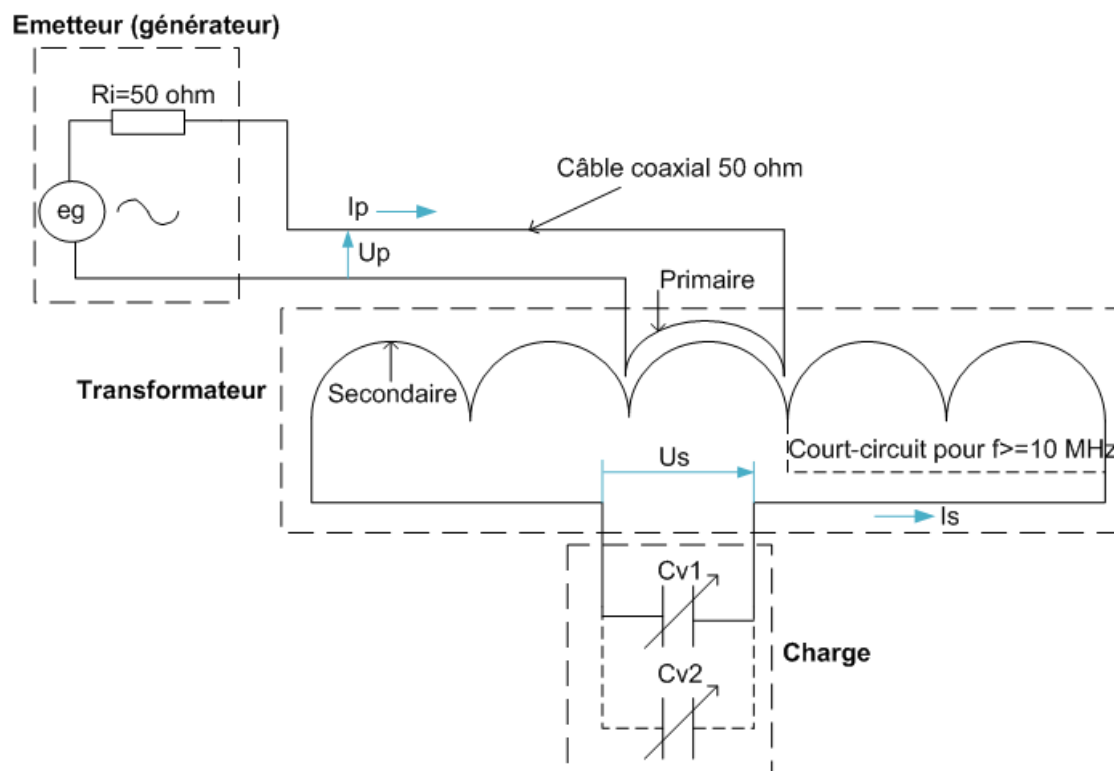 Emetteur (générateur)
Ri=50 ohm
eg
Câble coaxial 50 ohm
Ip
Up
Primaire
Transformateur
Secondaire
Court-circuit pour f>=10 MHz
Us
Is
Cv1
Charge
Cv2